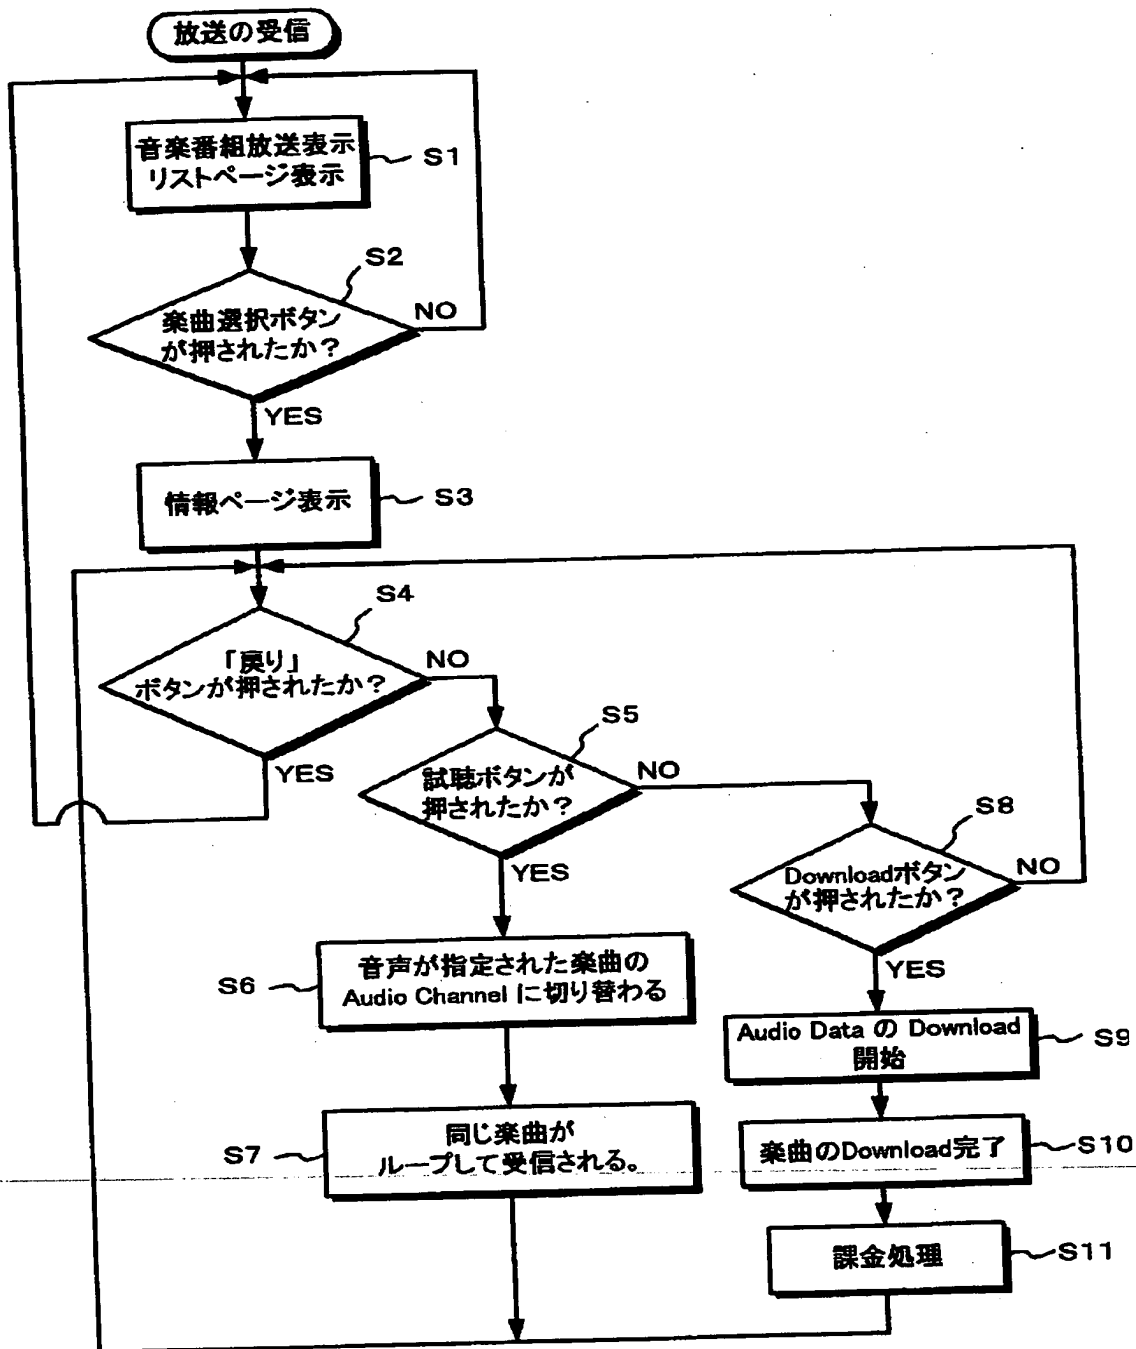 放送の受信
音楽番組放送表示
リストページ表示
S1
S2
楽曲選択ボタン
が押されたか？
NO
YES
情報ページ表示
S3
S4
「戻り」
ボタンが押されたか？
NO
YES
S5
試聴ボタンが
押されたか？
NO
YES
S8
Downloadボタン
が押されたか？
NO
YES
S6
音声が指定された楽曲の
Audio Channel に切り替わる
S7
同じ楽曲が
ループして受信される。
Audio Data の Download
開始
S9
楽曲のDownload完了
S10
課金処理
S11